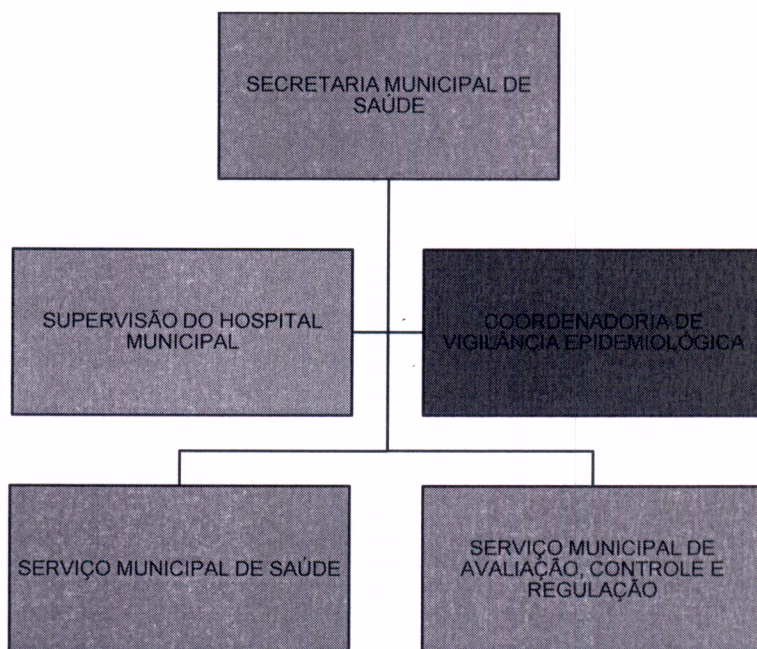 SECRETARIA MUNICIPAL DE
SAÚDE
SUPERVISÃO DO HOSPITAL
MUNICIPAL
COORDENADORIA DE
VIGILÂNCIA EPIDEMIOLÓGICA
SERVIÇO MUNICIPAL DE SAÚDE
SERVIÇO MUNICIPAL DE
AVALIAÇÃO, CONTROLE E
REGULAÇÃO